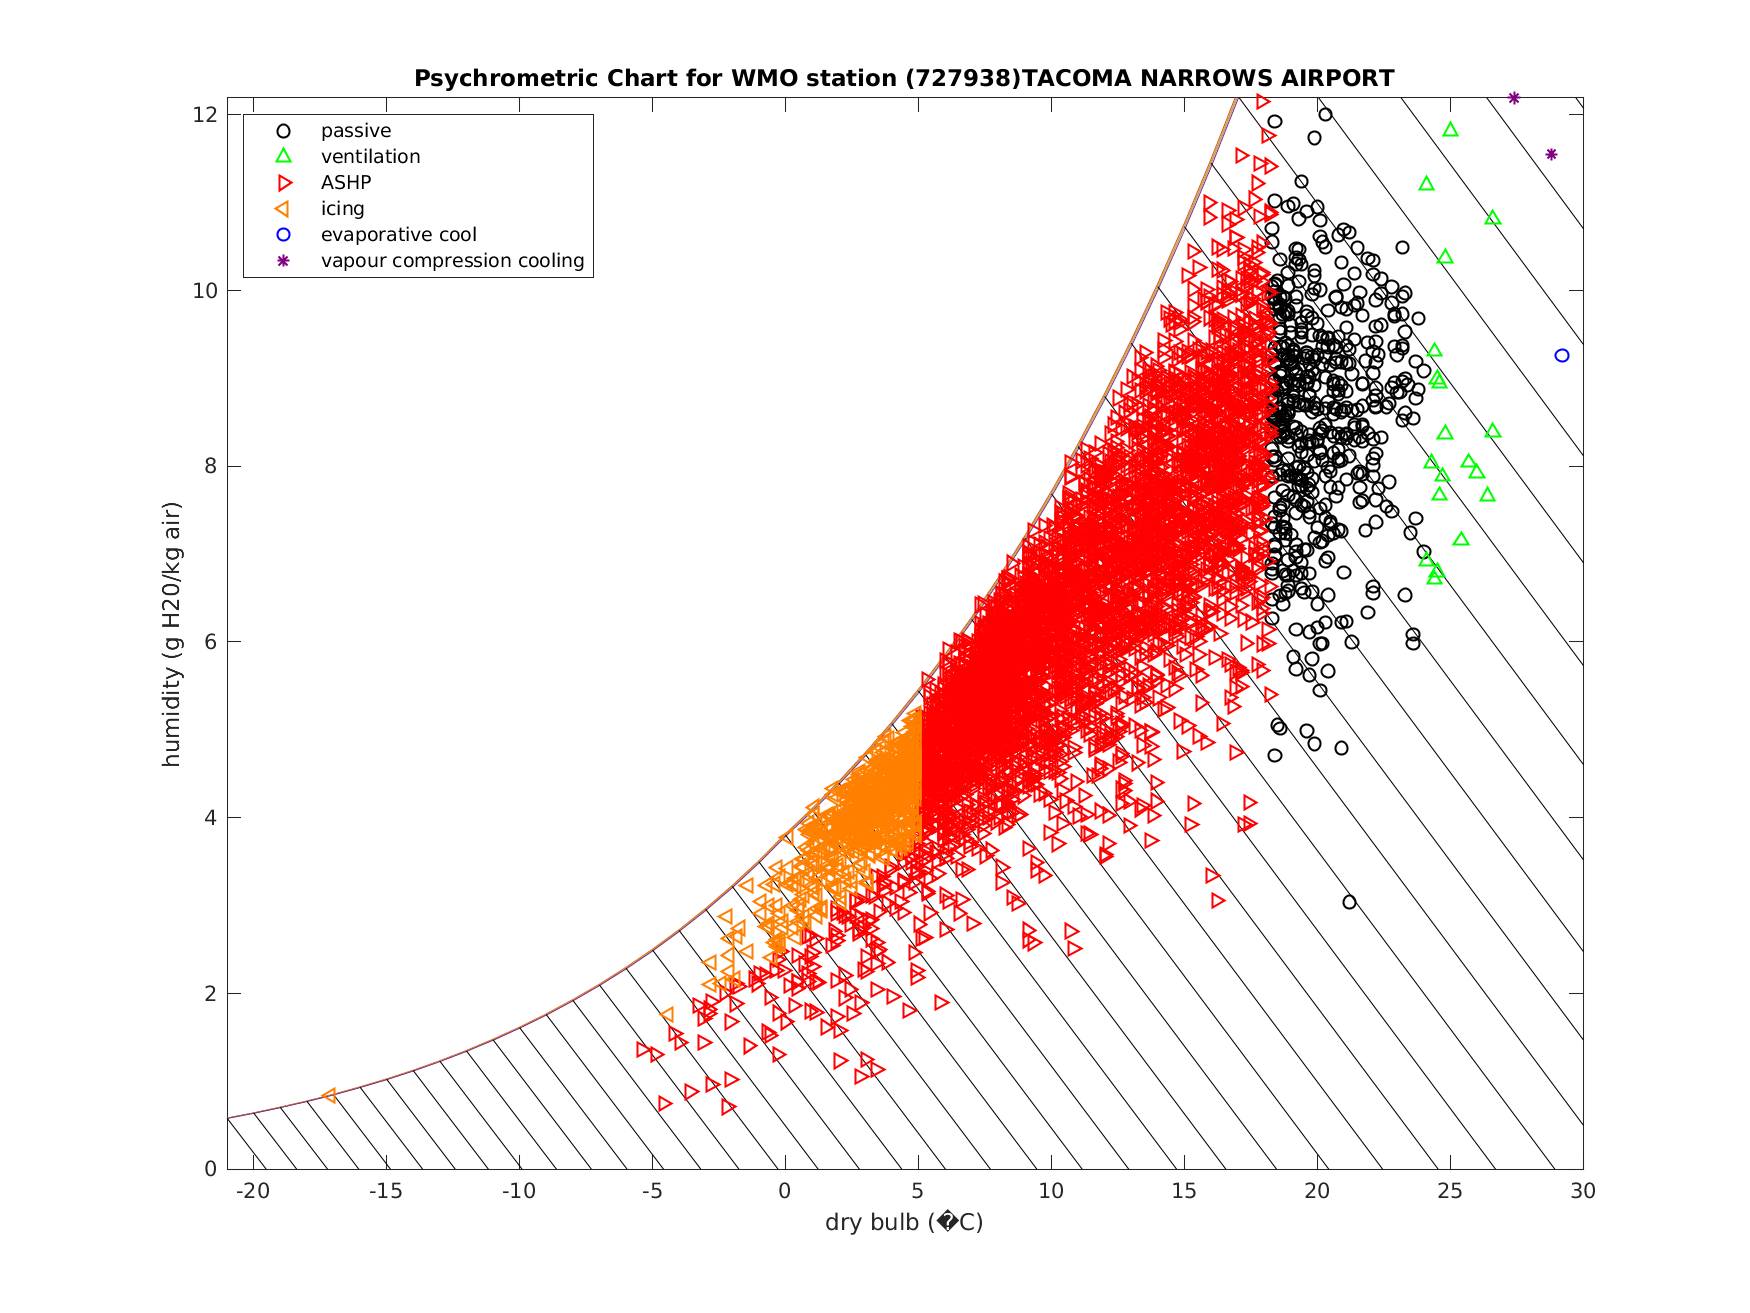 Psychrometric Chart for WMO station (727938)TACOMA NARROWS AIRPORT
passive
ventilation
ASHP
icing
evaporative cool
vapour compression cooling
humidity (g H20/kg air)
12
10
8
6
4
2
0
-20 -15 -10 -5 0 5 10 15 20 25 30
dry bulb (�C)